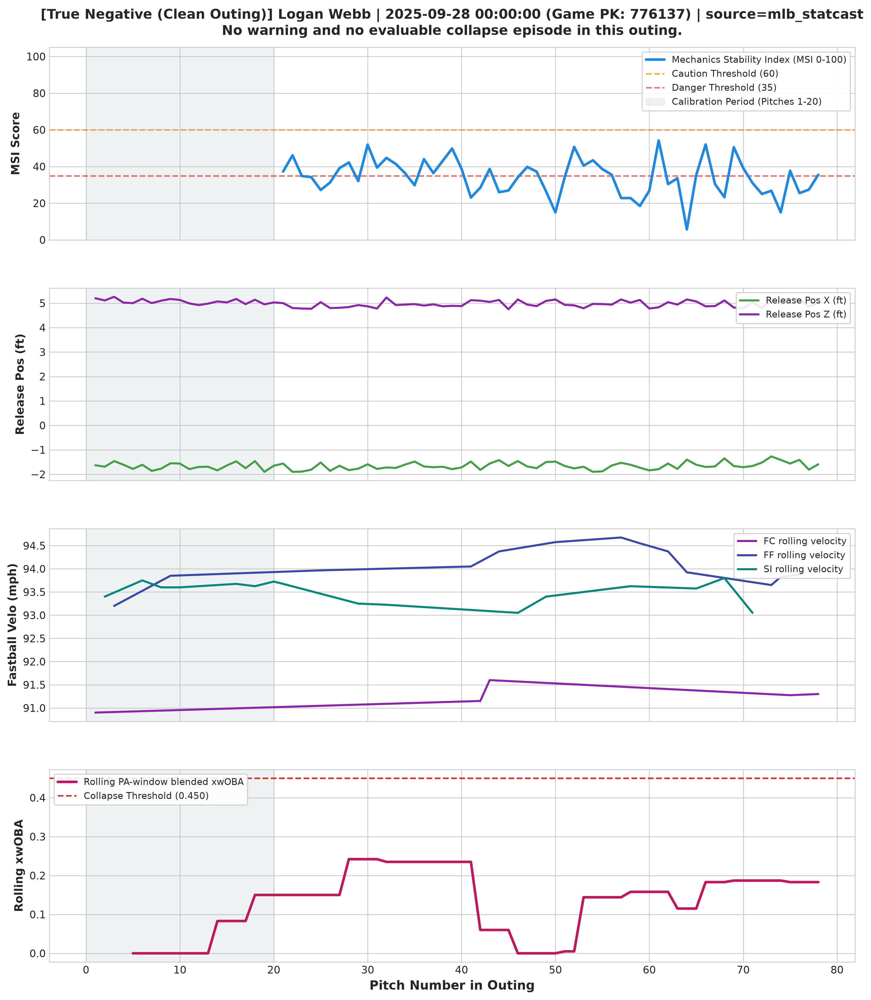 [True Negative (Clean Outing)] Logan Webb | 2025-09-28 00:00:00 (Game PK: 776137) | source=mlb_statcast
No warning and no evaluable collapse episode in this outing.
MSI Score
100
80
60
40
20
0
Mechanics Stability Index (MSI 0-100)
Caution Threshold (60)
Danger Threshold (35)
Calibration Period (Pitches 1-20)
Release Pos (ft)
5
4
3
2
1
0
−1
−2
Release Pos X (ft)
Release Pos Z (ft)
Fastball Velo (mph)
94.5
94.0
93.5
93.0
92.5
92.0
91.5
91.0
FC rolling velocity
FF rolling velocity
SI rolling velocity
Rolling xwOBA
0.4
0.3
0.2
0.1
0.0
Rolling PA-window blended xwOBA
Collapse Threshold (0.450)
0 10 20 30 40 50 60 70 80
Pitch Number in Outing